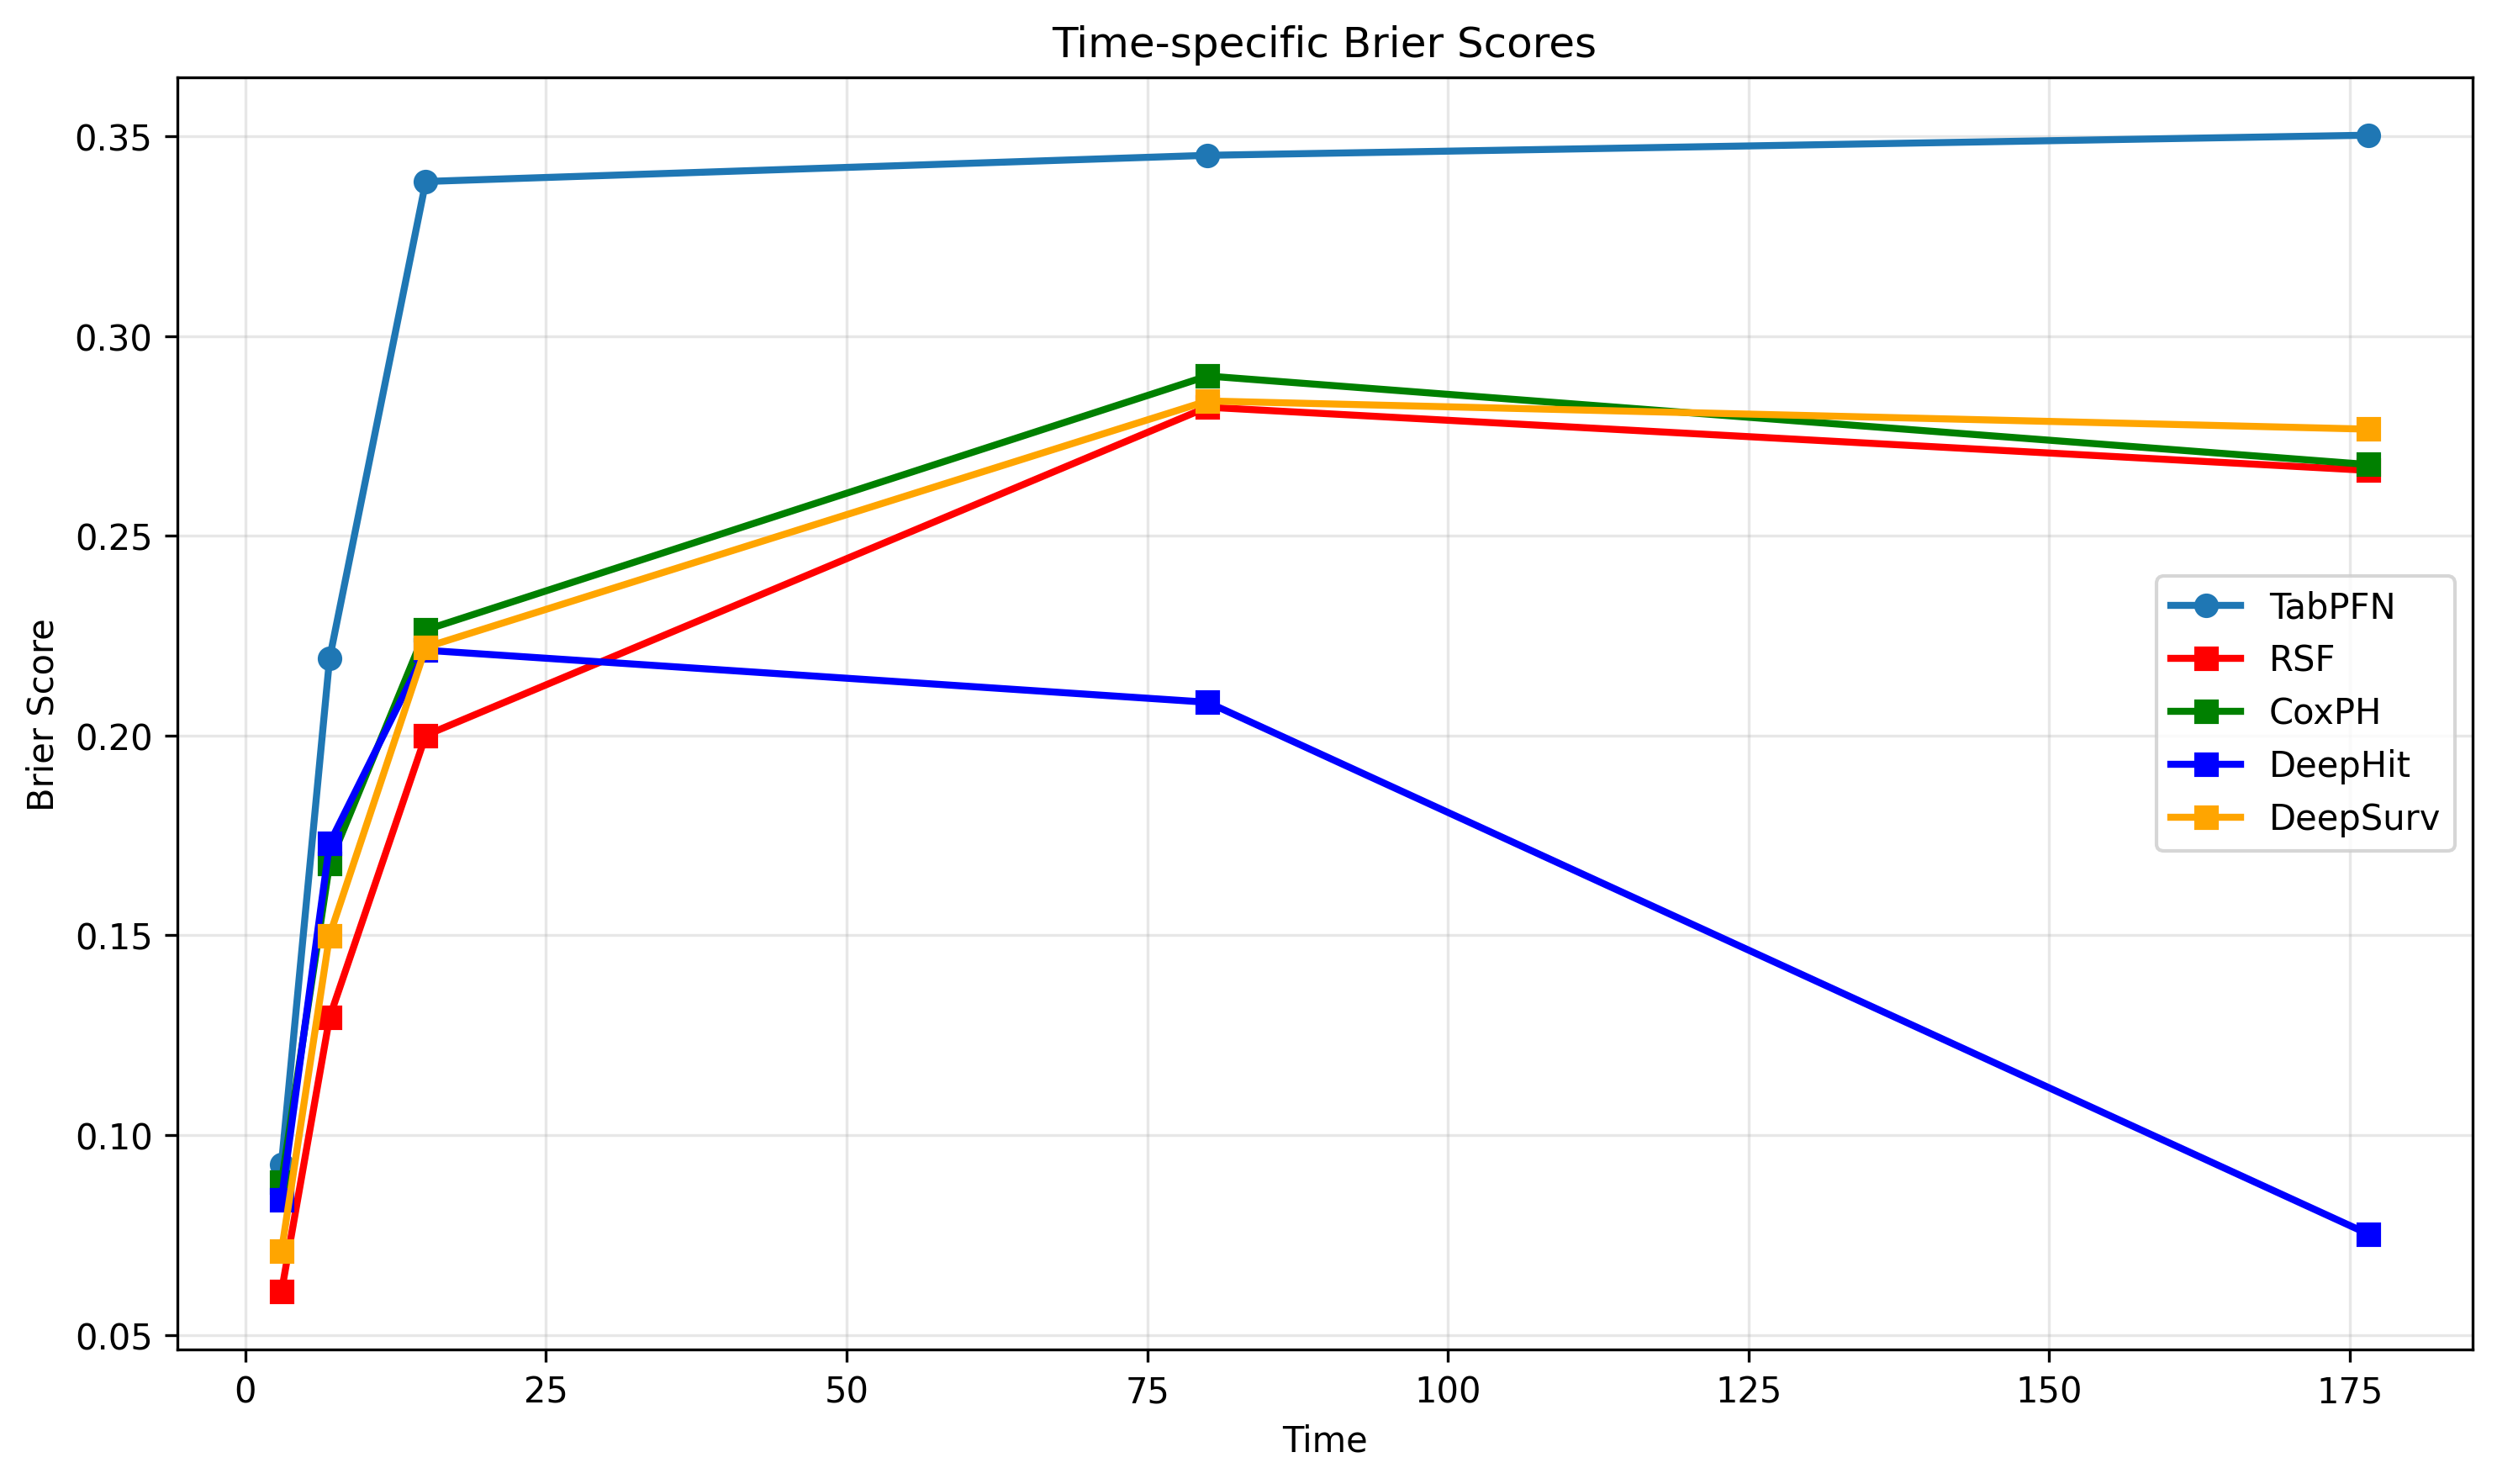 Time-specific Brier Scores
Brier Score
0.35
0.30
0.25
0.20
0.15
0.10
0.05
0 25 50 75 100 125 150 175
Time
TabPFN
RSF
CoxPH
DeepHit
DeepSurv